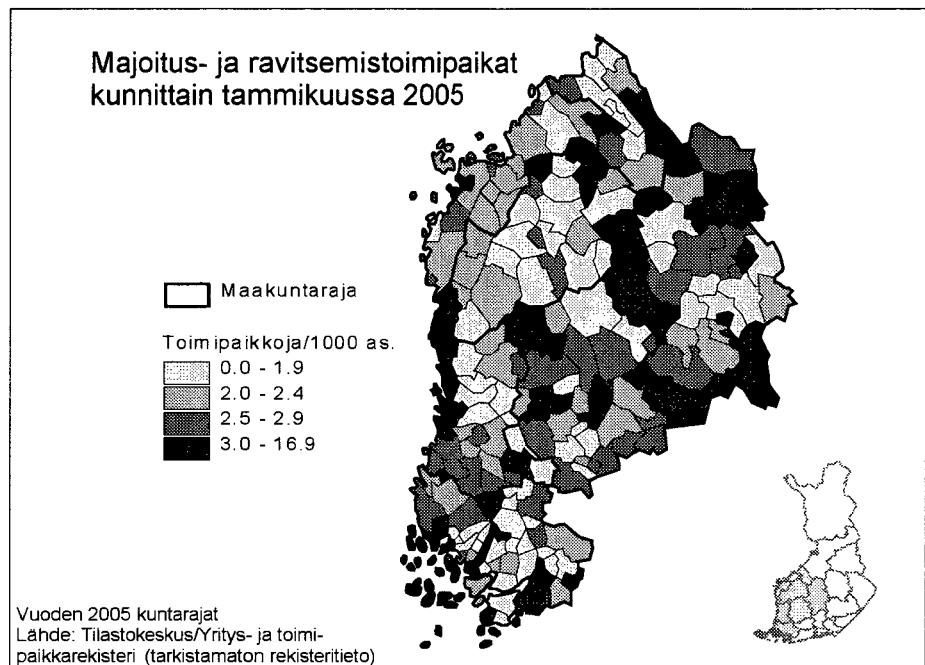 Majoitus- ja ravitsemistoimipaikat
kunnittain tammikuussa 2005
Maakuntaraja
Toimipaikkoja/1000 as.
0.0 - 1.9
2.0 - 2.4
2.5 - 2.9
3.0 - 16.9
Vuoden 2005 kuntarajat
Lähde: Tilastokeskus/Yritys- ja toimi-
paikkarekisteri (tarkistamaton rekisteritieto)